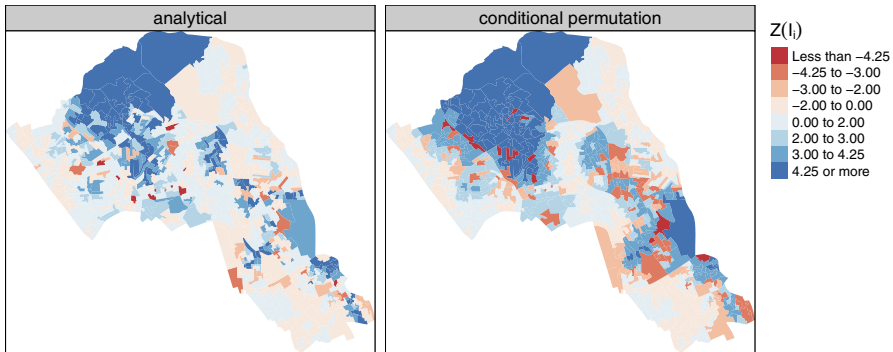 analytical
conditional permutation
Z(Iᵢ)
Less than −4.25
−4.25 to −3.00
−3.00 to −2.00
−2.00 to 0.00
0.00 to 2.00
2.00 to 3.00
3.00 to 4.25
4.25 or more